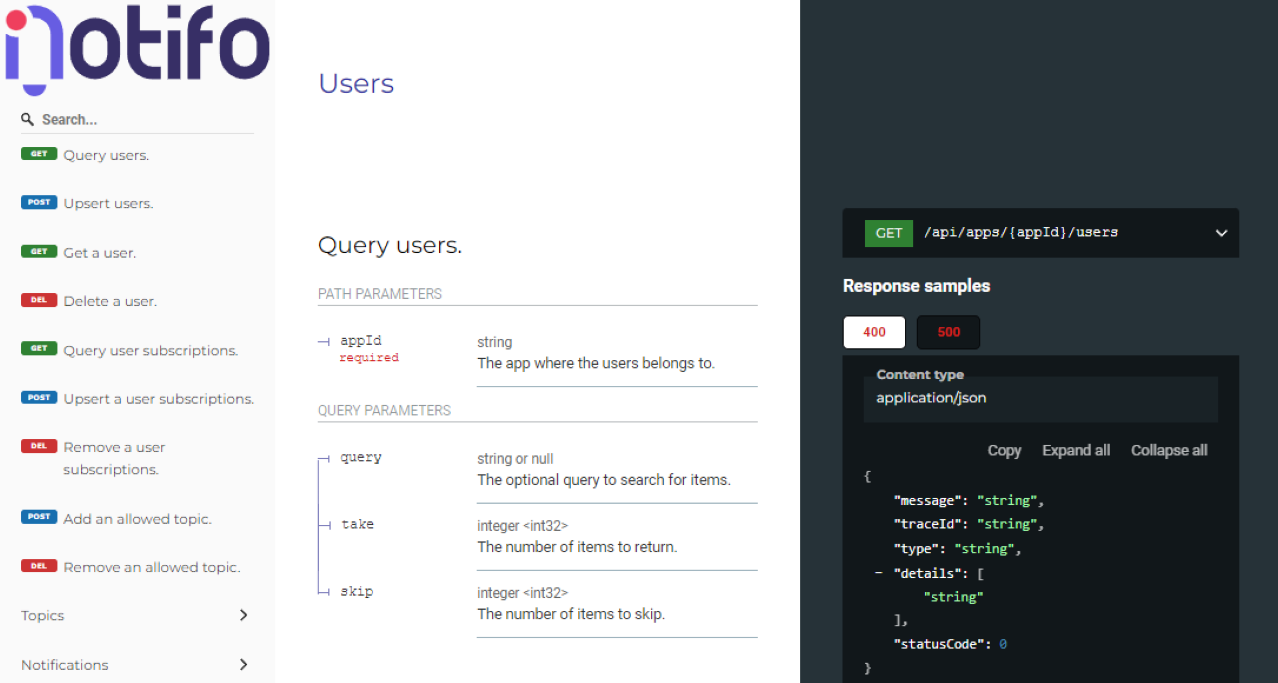 notifo
Search...
GET Query users.
POST Upsert users.
GET Get a user.
DEL Delete a user.
GET Query user subscriptions.
POST Upsert a user subscriptions.
DEL Remove a user
subscriptions.
POST Add an allowed topic.
DEL Remove an allowed topic.
Topics
Notifications
Users
Query users.
PATH PARAMETERS
appId string
required The app where the users belongs to.
QUERY PARAMETERS
query string or null
The optional query to search for items.
take integer <int32>
The number of items to return.
skip integer <int32>
The number of items to skip.
GET /api/apps/{appId}/users
Response samples
400 500
Content type
application/json
Copy Expand all Collapse all
{
"message": "string",
"traceId": "string",
"type": "string",
− "details": [
"string"
],
"statusCode": 0
}